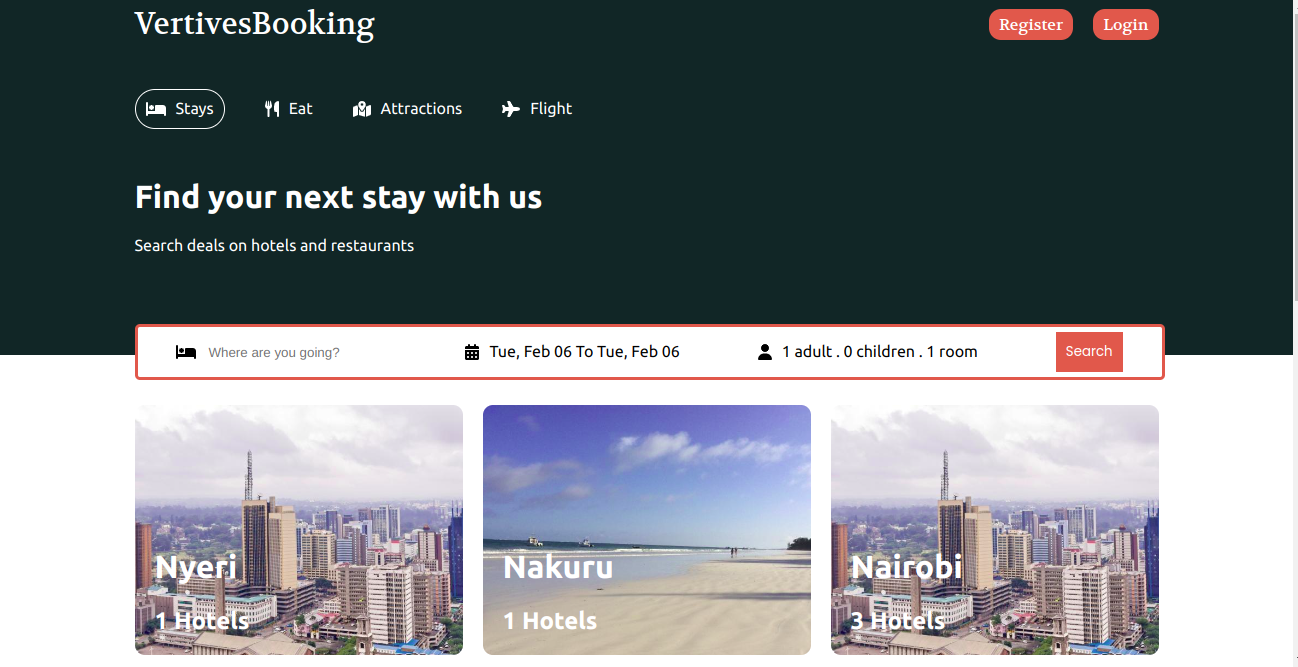 VertivesBooking
Register
Login
Stays
Eat
Attractions
Flight
Find your next stay with us
Search deals on hotels and restaurants
Where are you going?
Tue, Feb 06 To Tue, Feb 06
1 adult . 0 children . 1 room
Search
Nyeri
1 Hotels
Nakuru
1 Hotels
Nairobi
3 Hotels